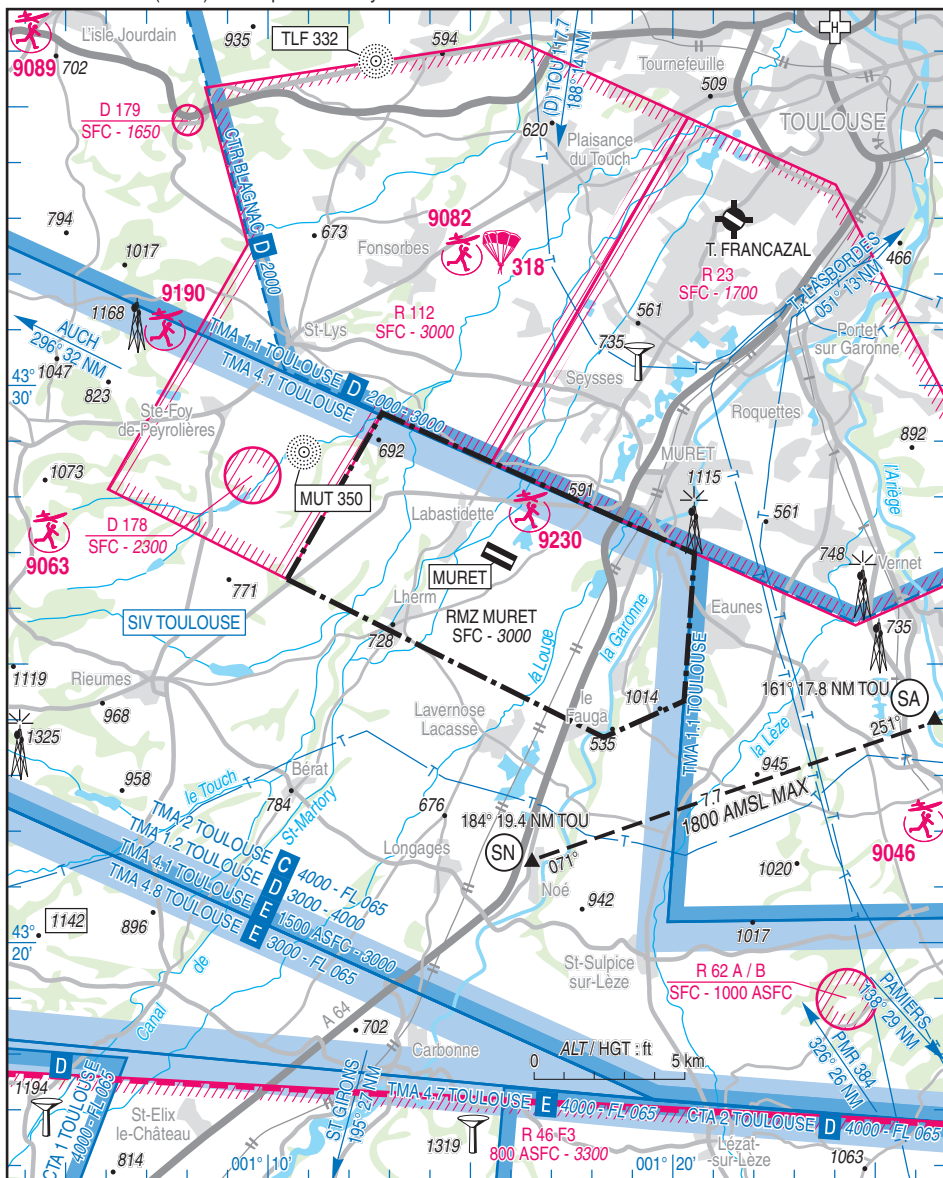 L'isle Jourdain
935
TLF 332
594
9089
702
Tournefeuille
H
(D) TOU 117.7
188° 14 NM
509
D 179
SFC - 1650
TOULOUSE
620
Plaisance
du Touch
CTR BLAGNAC D 2000
794
673
Fonsorbes
9082
318
T. FRANCAZAL
1017
R 23
SFC - 1700
T. LASBORDES
051° 13 NM
466
9190
1168
R 112
SFC - 3000
561
AUCH
296° 32 NM
St-Lys
735
Portet
sur Garonne
TMA 1.1 TOULOUSE D 2000 - 3000
TMA 4.1 TOULOUSE
1047
823
Seysses
43°
30'
Ste-Foy
de-Peyrolières
Roquettes
692
892
MURET
1115
l'Ariège
1073
MUT 350
591
Labastidette
561
D 178
SFC - 2300
9063
9230
748
Vernet
771
MURET
Lherm
RMZ MURET
SFC - 3000
Eaunes
SIV TOULOUSE
728
la Louge
la Garonne
735
TMA 1.1 TOULOUSE
1119
Rieumes
161° 17.8 NM TOU
SA
968
1014
le
Fauga
Lavernose
Lacasse
251°
1325
535
la Lèze
958
le Touch
Bérat
945
7.7
1800 AMSL MAX
784
St-Martory
676
184° 19.4 NM TOU
TMA 2 TOULOUSE C 4000 - FL 065
TMA 1.2 TOULOUSE D 3000 - 4000
TMA 4.1 TOULOUSE E 1500 ASFC - 3000
TMA 4.8 TOULOUSE E 3000 - FL 065
SN
071°
Longages
9046
1020
Noé
942
1142
896
1017
43°
20'
de
St-Sulpice
sur-Lèze
R 62 A / B
SFC - 1000 ASFC
PAMIERS
138° 29 NM
Canal
A 64
702
PMR 384
326° 26 NM
Carbonne
ALT / HGT : ft
0 5 km
D
1194
TMA 4.7 TOULOUSE E 4000 - FL 065
CTA 2 TOULOUSE D 4000 - FL 065
CTA 1 TOULOUSE
4000 - FL 065
St-Elix
le-Château
ST GIRONS
195° 27 NM
1319
R 46 F3
800 ASFC - 3300
Lézat
-sur-Lèze
814
001° 10'
001° 20'
1063